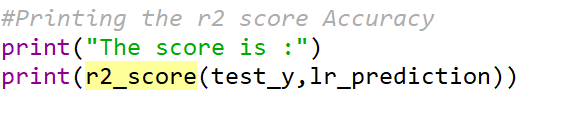 #Printing the r2 score Accuracy
print("The score is :")
print(r2_score(test_y,lr_prediction))